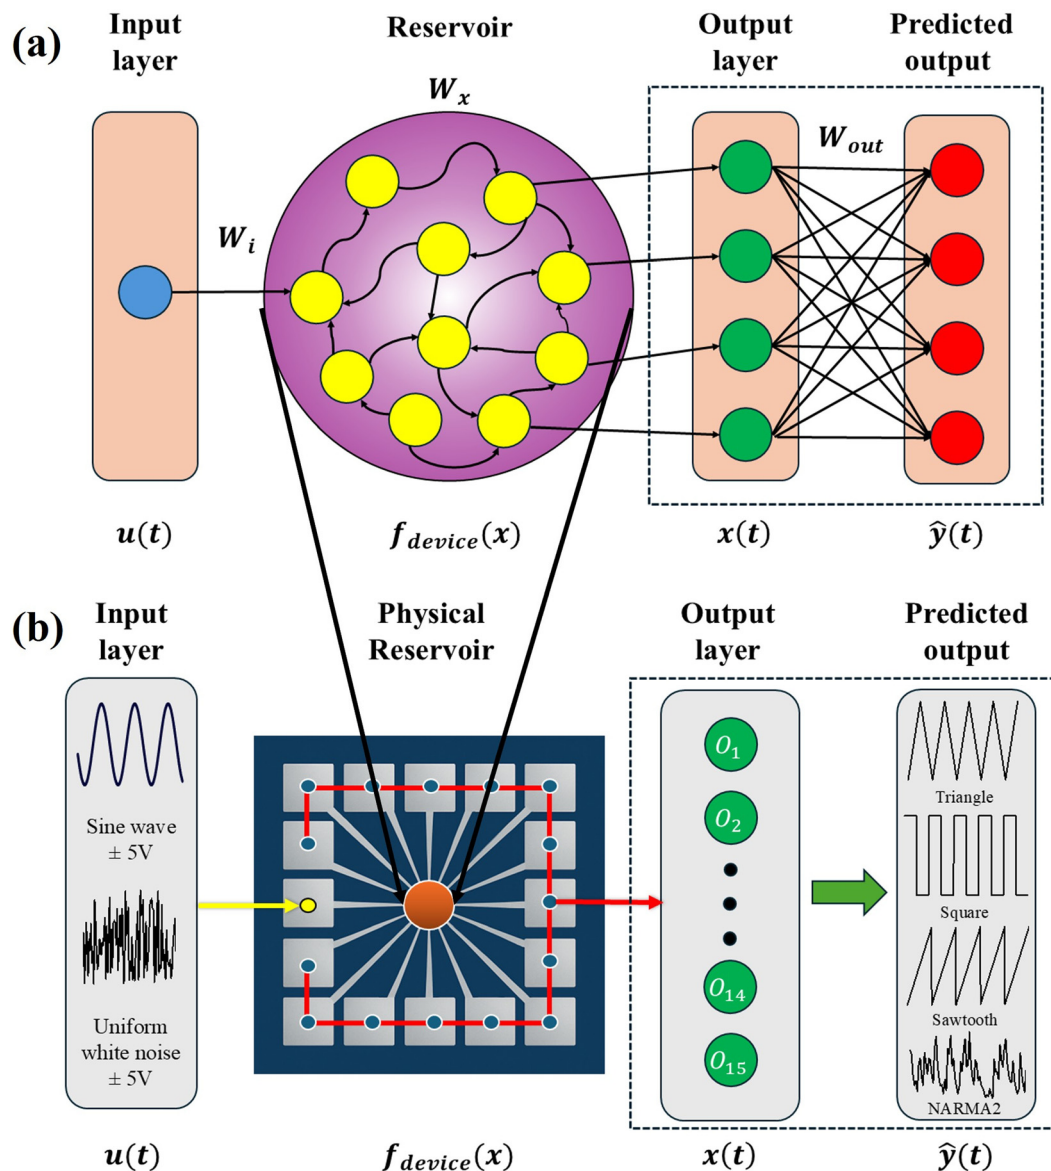 (a)
Input
layer
Reservoir
Output
layer
Predicted
output
W_x
W_out
W_i
u(t)
f_device(x)
x(t)
ŷ(t)
(b)
Input
layer
Physical
Reservoir
Output
layer
Predicted
output
Sine wave
± 5V
Uniform
white noise
± 5V
O_1
O_2
O_14
O_15
Triangle
Square
Sawtooth
NARMA2
u(t)
f_device(x)
x(t)
ŷ(t)